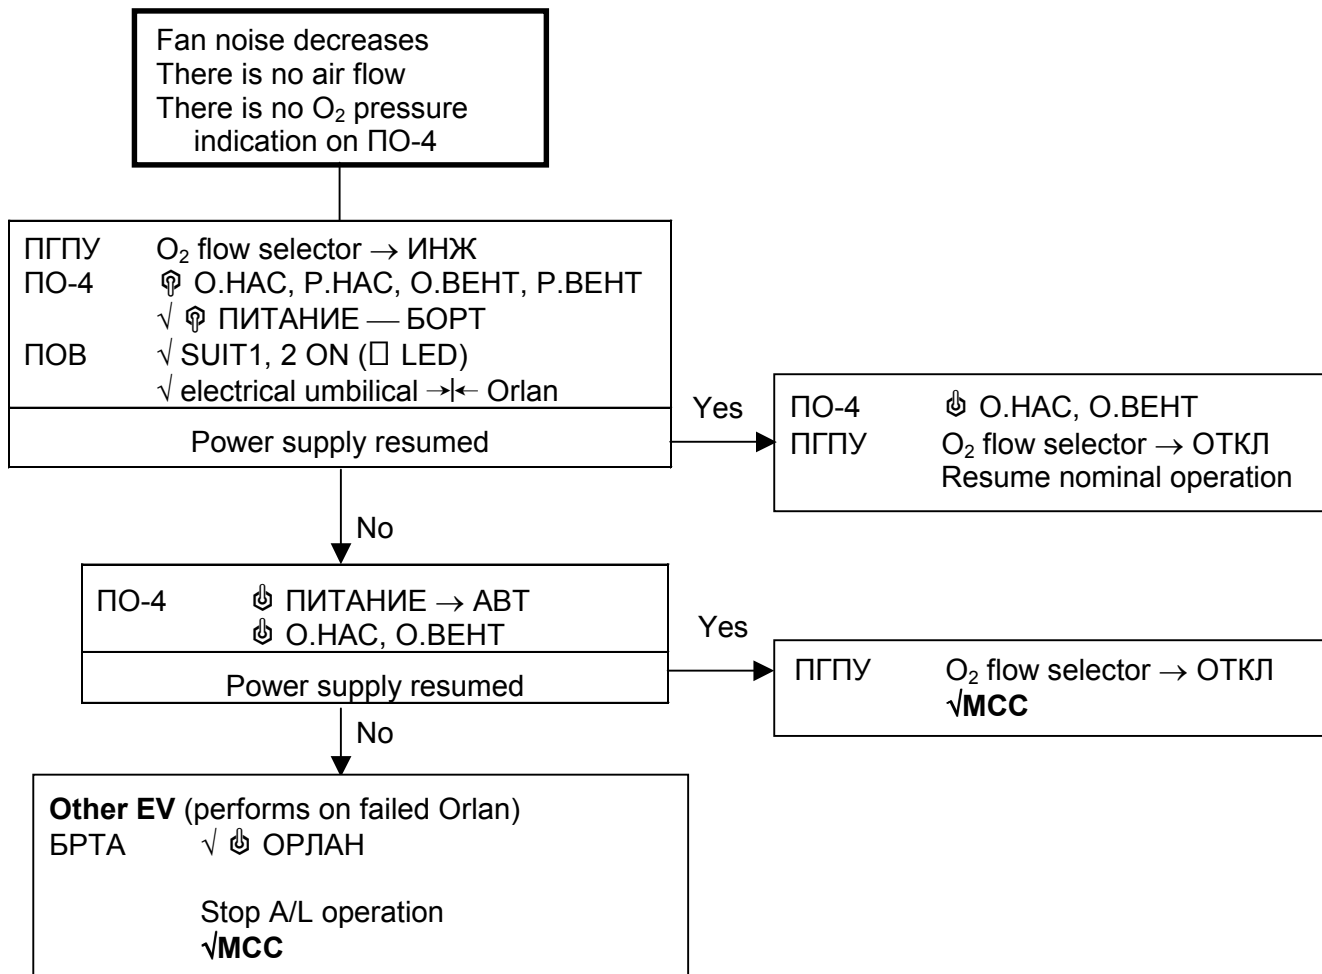 Fan noise decreases
There is no air flow
There is no O₂ pressure
indication on ПО-4
ПГПУ O₂ flow selector → ИНЖ
ПО-4 О.НАС, Р.НАС, О.ВЕНТ, Р.ВЕНТ
√ ПИТАНИЕ — БОРТ
ПОВ √ SUIT1, 2 ON (□ LED)
√ electrical umbilical →|← Orlan
Power supply resumed
Yes
ПО-4 О.НАС, О.ВЕНТ
ПГПУ O₂ flow selector → ОТКЛ
Resume nominal operation
No
ПО-4 ПИТАНИЕ → АВТ
О.НАС, О.ВЕНТ
Power supply resumed
Yes
ПГПУ O₂ flow selector → ОТКЛ
√MCC
No
Other EV (performs on failed Orlan)
БРТА √ ОРЛАН
Stop A/L operation
√MCC